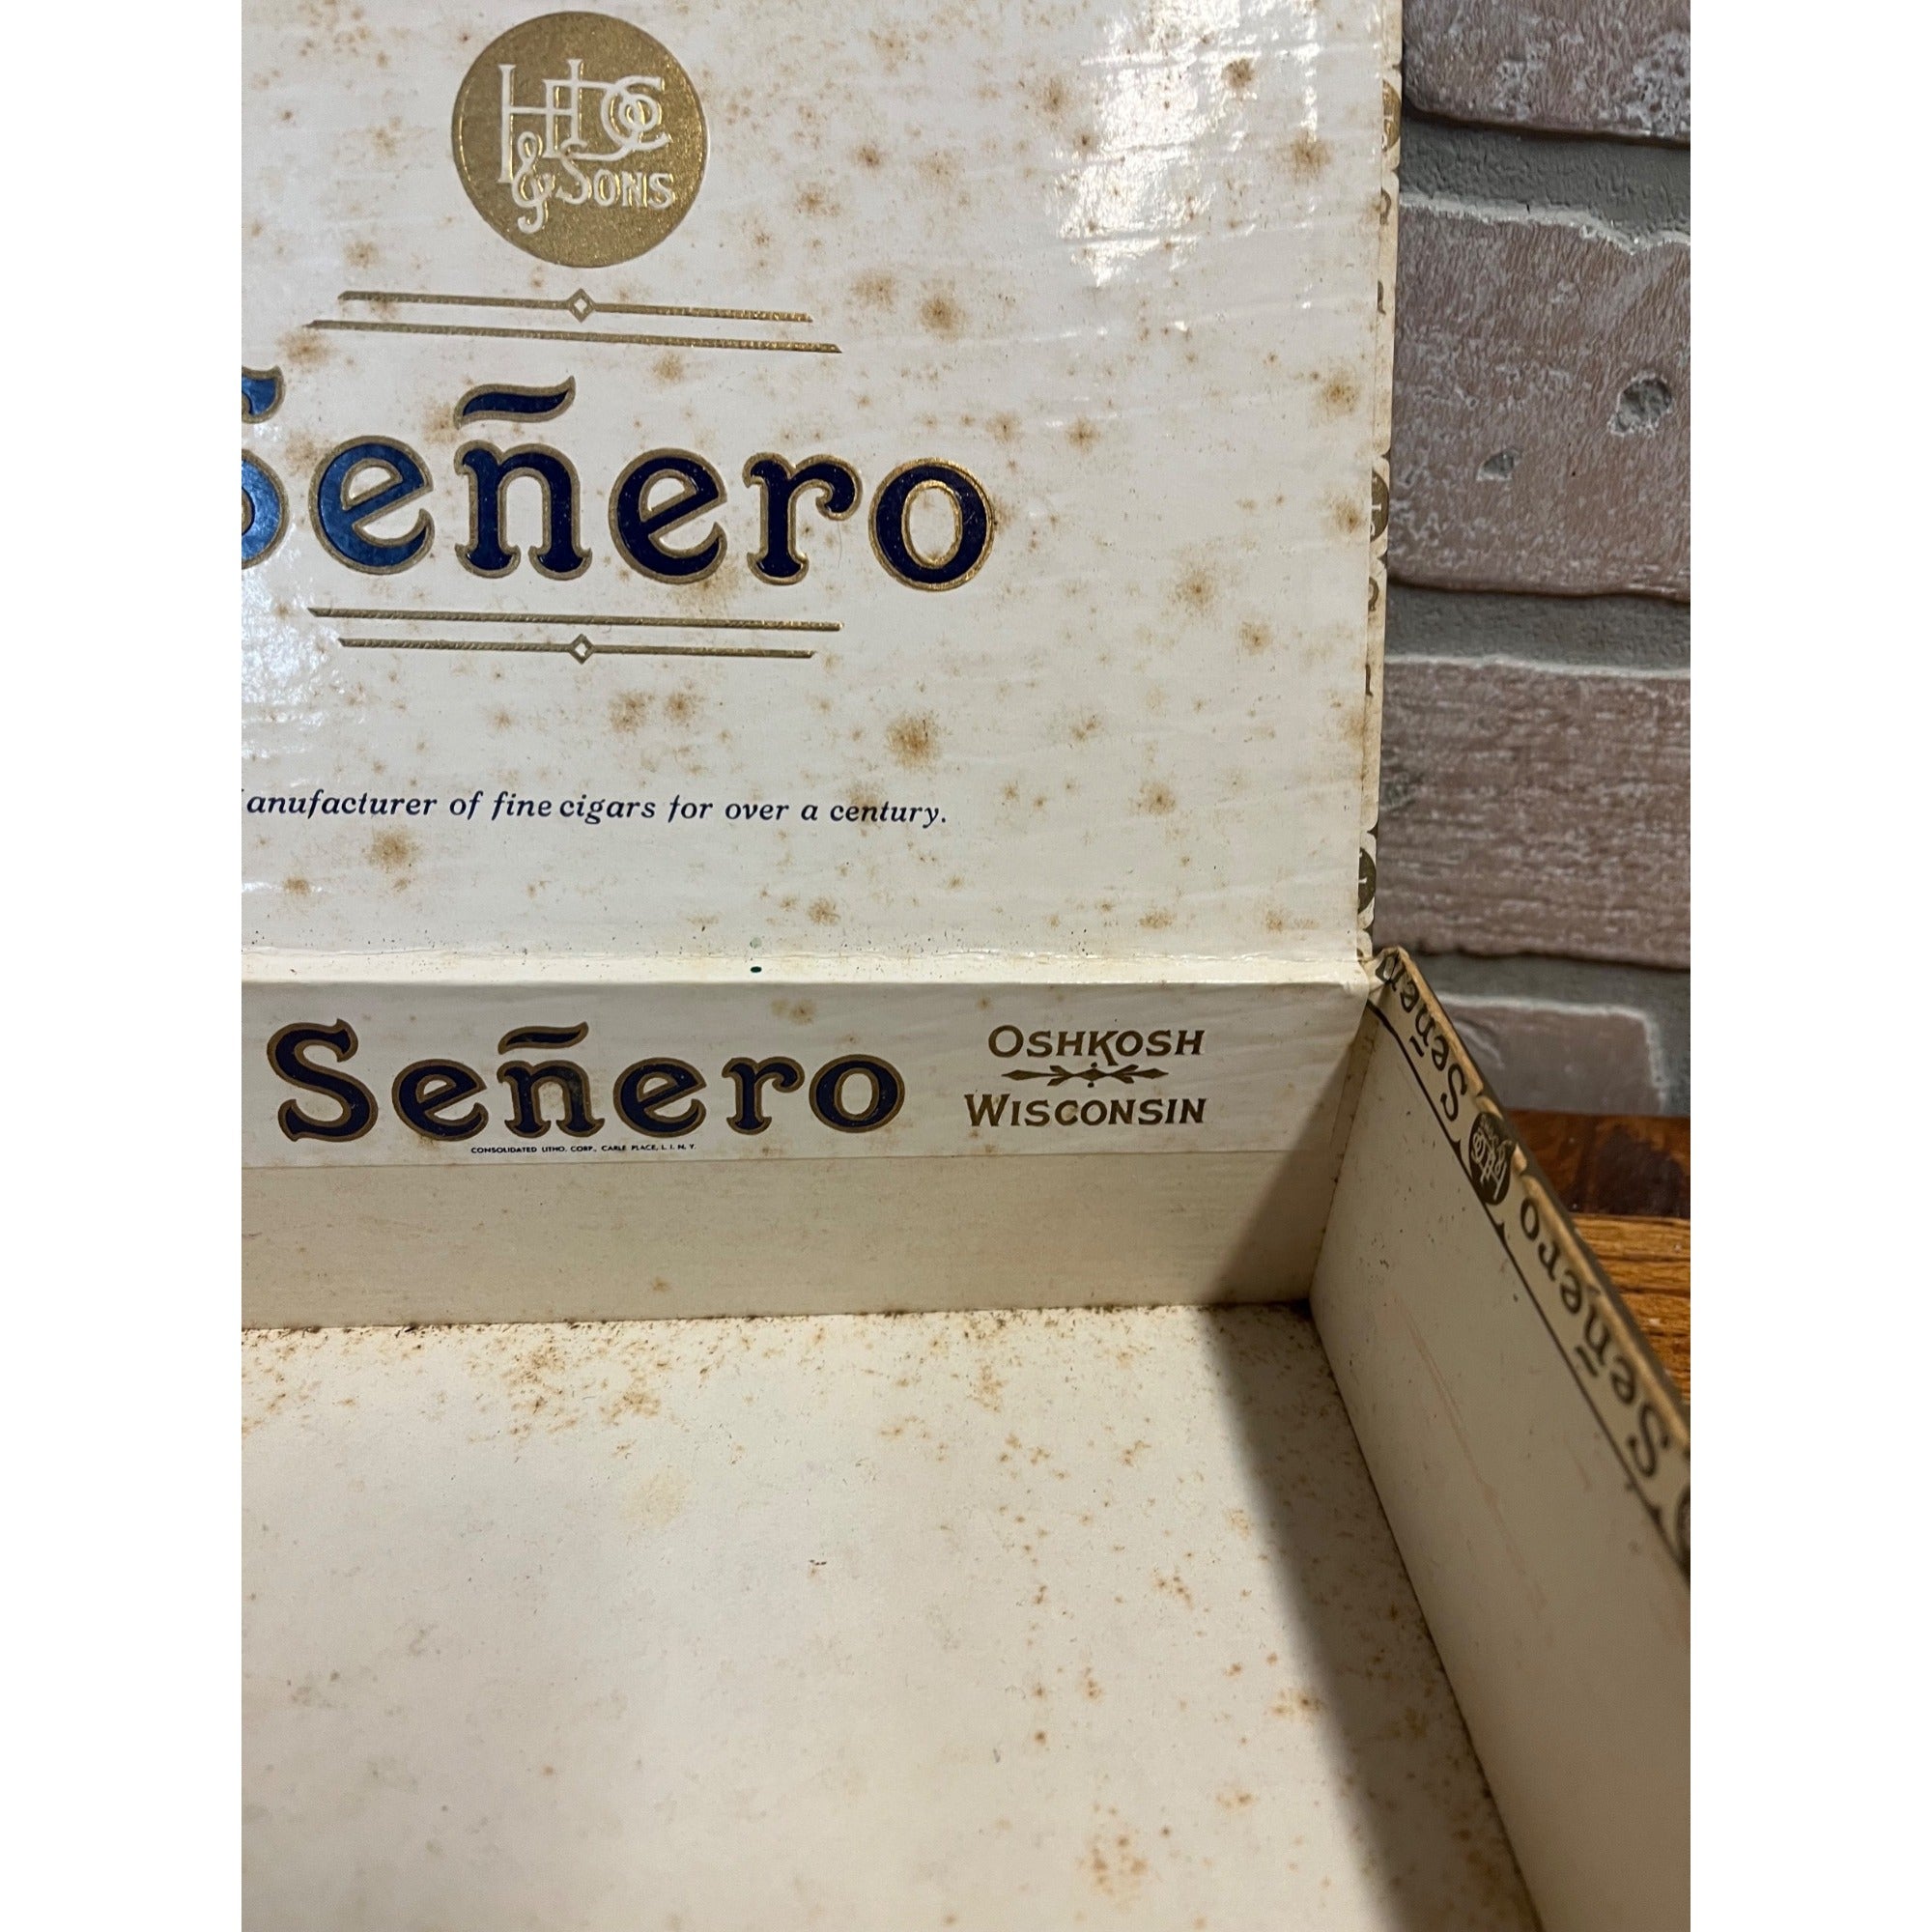 & SONS
Señero
anufacturer of fine cigars for over a century.
Señero
OSHKOSH
WISCONSIN
CONSOLIDATED LITHO. CORP., CARLE PLACE, L. I. N. Y.
Señero
Señero